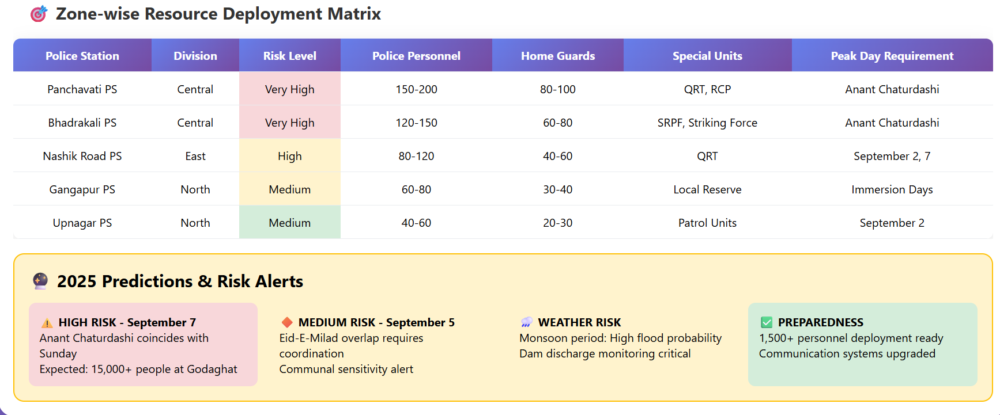 Zone-wise Resource Deployment Matrix
Police Station Division Risk Level Police Personnel Home Guards Special Units Peak Day Requirement
Panchavati PS Central Very High 150-200 80-100 QRT, RCP Anant Chaturdashi
Bhadrakali PS Central Very High 120-150 60-80 SRPF, Striking Force Anant Chaturdashi
Nashik Road PS East High 80-120 40-60 QRT September 2, 7
Gangapur PS North Medium 60-80 30-40 Local Reserve Immersion Days
Upnagar PS North Medium 40-60 20-30 Patrol Units September 2
2025 Predictions & Risk Alerts
HIGH RISK - September 7
Anant Chaturdashi coincides with
Sunday
Expected: 15,000+ people at Godaghat
MEDIUM RISK - September 5
Eid-E-Milad overlap requires
coordination
Communal sensitivity alert
WEATHER RISK
Monsoon period: High flood probability
Dam discharge monitoring critical
PREPAREDNESS
1,500+ personnel deployment ready
Communication systems upgraded